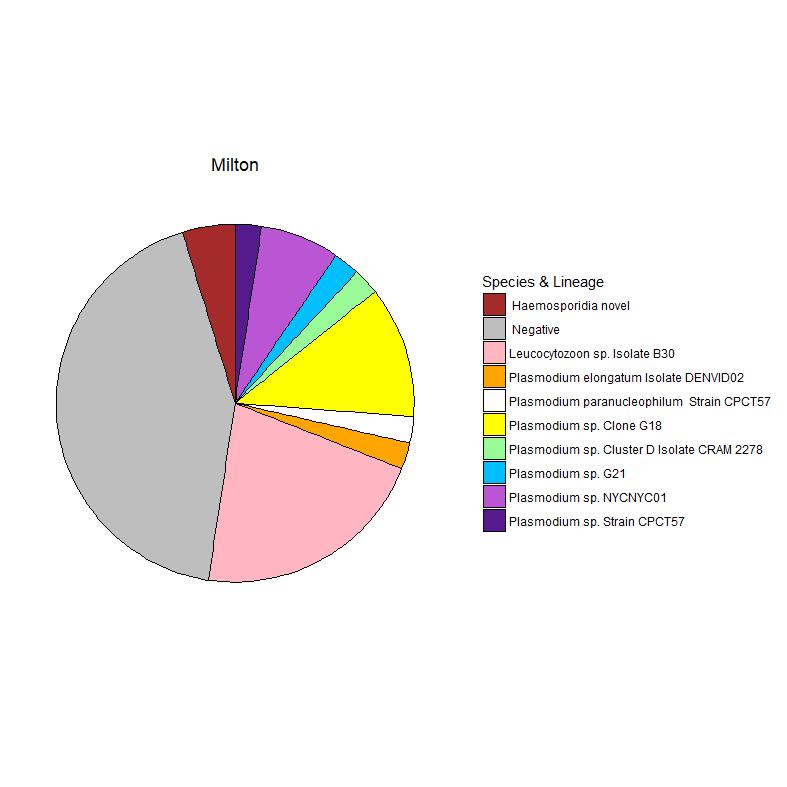 Milton
Species & Lineage
Haemosporidia novel
Negative
Leucocytozoon sp. Isolate B30
Plasmodium elongatum Isolate DENVID02
Plasmodium paranucleophilum  Strain CPCT57
Plasmodium sp. Clone G18
Plasmodium sp. Cluster D Isolate CRAM 2278
Plasmodium sp. G21
Plasmodium sp. NYCNYC01
Plasmodium sp. Strain CPCT57